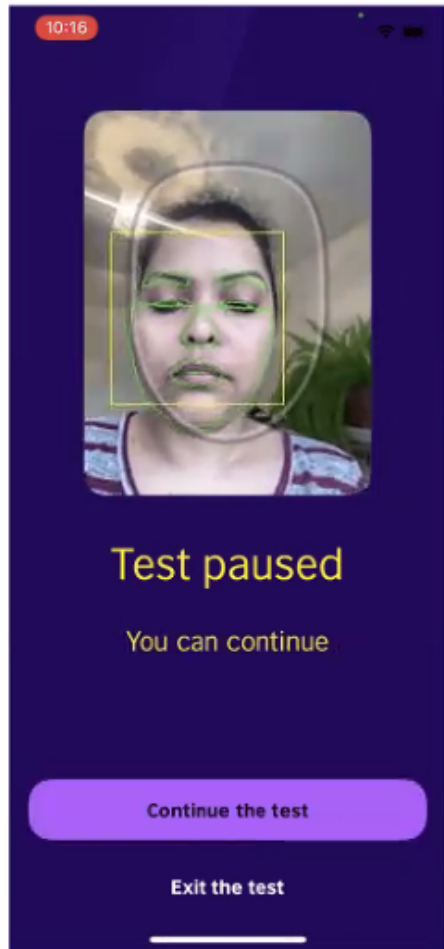 10:16
Test paused
You can continue
Continue the test
Exit the test